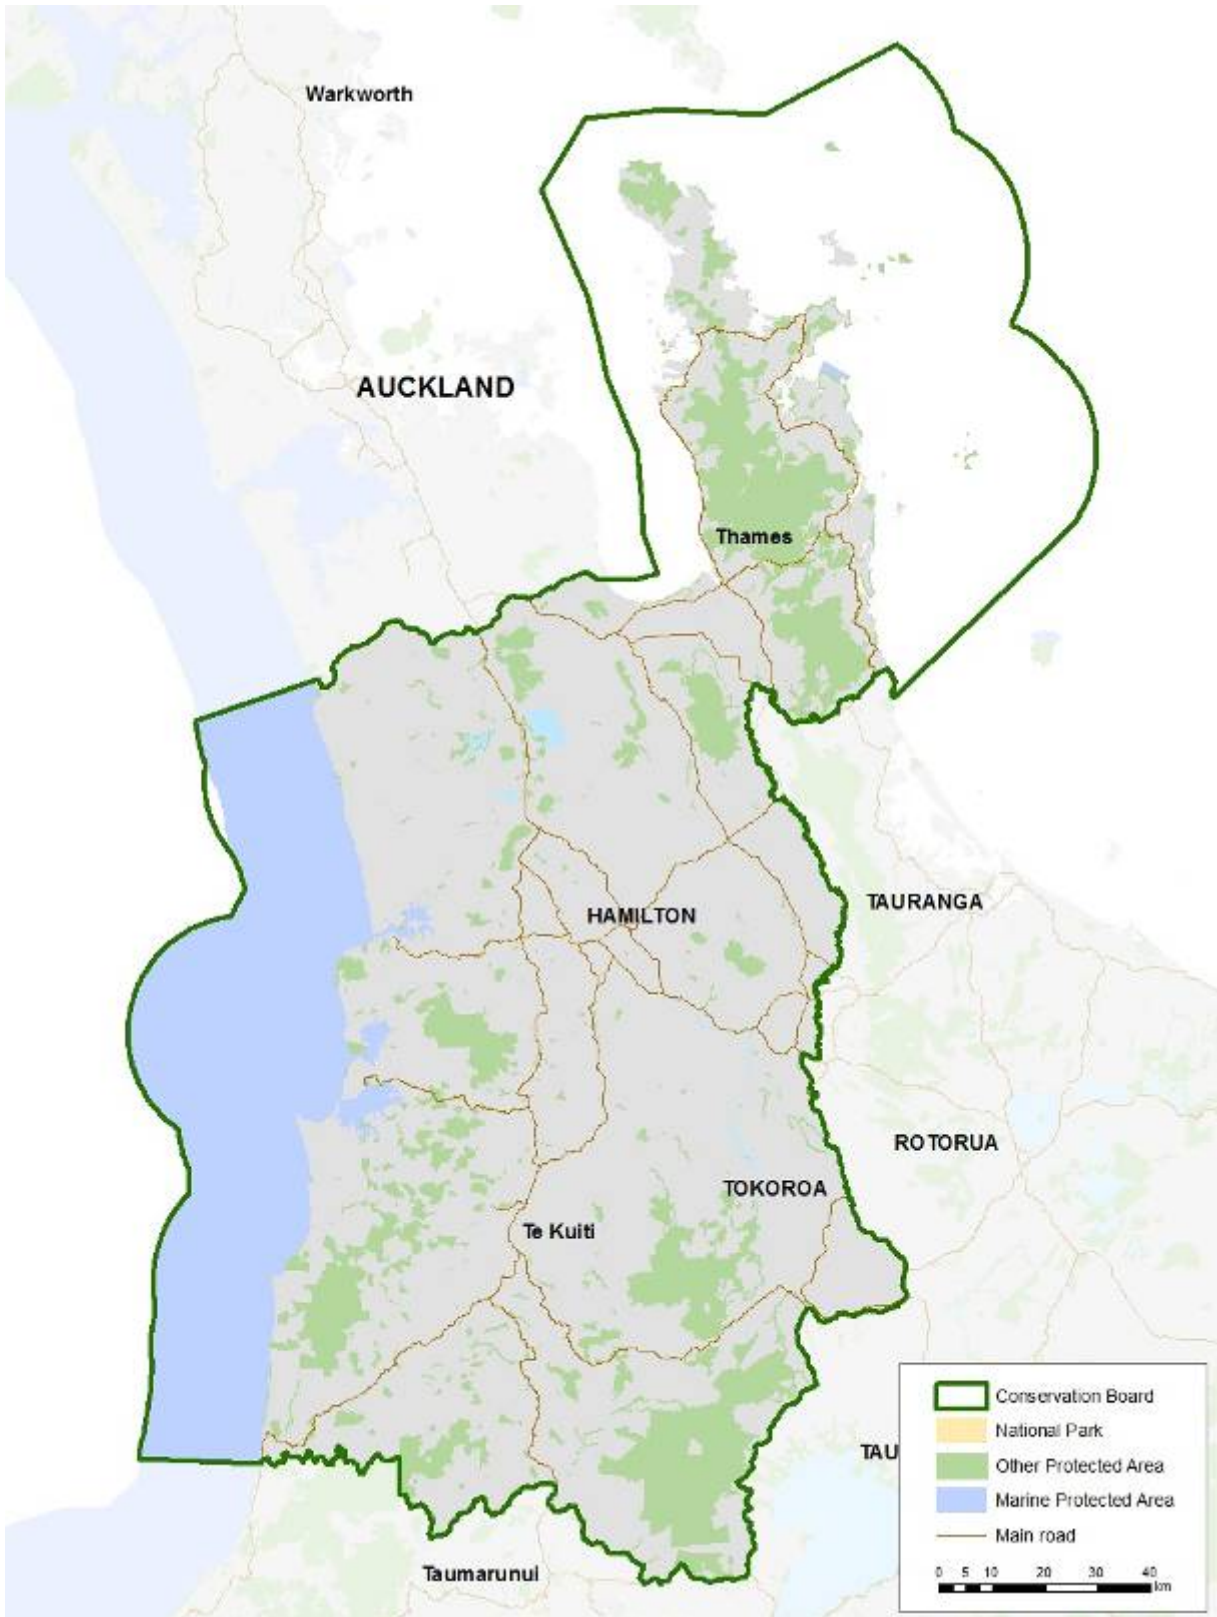 Warkworth
AUCKLAND
Thames
HAMILTON
TAURANGA
ROTORUA
TOKOROA
Te Kuiti
TAU
Taumarunui
Conservation Board
National Park
Other Protected Area
Marine Protected Area
Main road
0 5 10 20 30 40
km